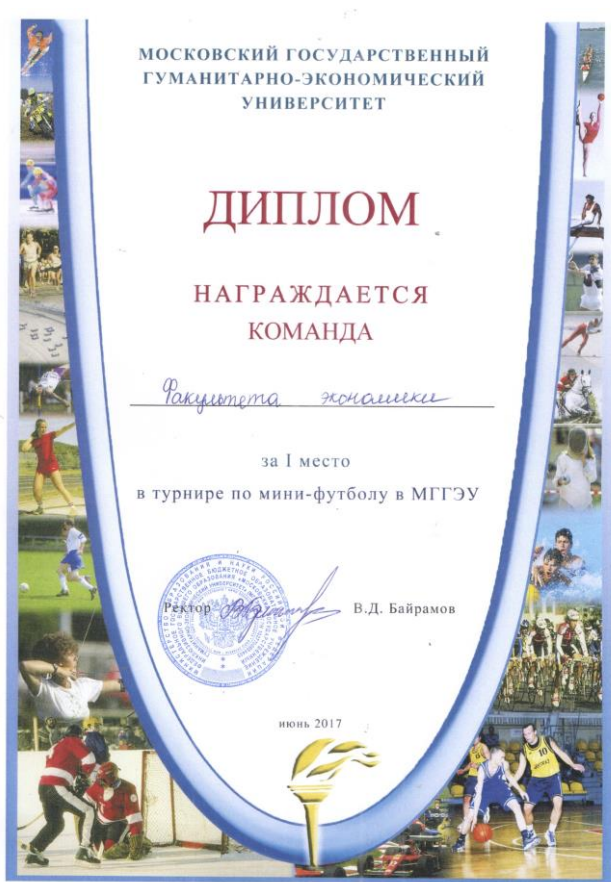 МОСКОВСКИЙ ГОСУДАРСТВЕННЫЙ
ГУМАНИТАРНО-ЭКОНОМИЧЕСКИЙ
УНИВЕРСИТЕТ
ДИПЛОМ
НАГРАЖДАЕТСЯ
КОМАНДА
Факультета экономики
за I место
в турнире по мини-футболу в МГГЭУ
Ректор В.Д. Байрамов
июнь 2017